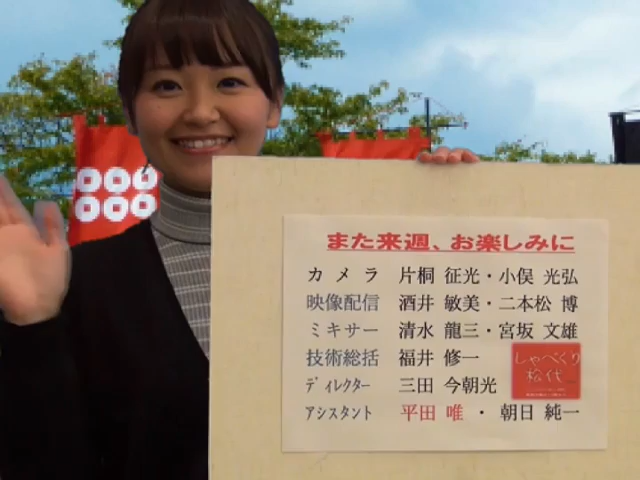 また来週、お楽しみに
カメラ 片桐 征光・小俣 光弘
映像配信 酒井 敏美・二本松 博
ミキサー 清水 龍三・宮坂 文雄
技術総括 福井 修一
ディレクター 三田 今朝光
アシスタント 平田 唯 ・ 朝日 純一
しゃべくり
松代